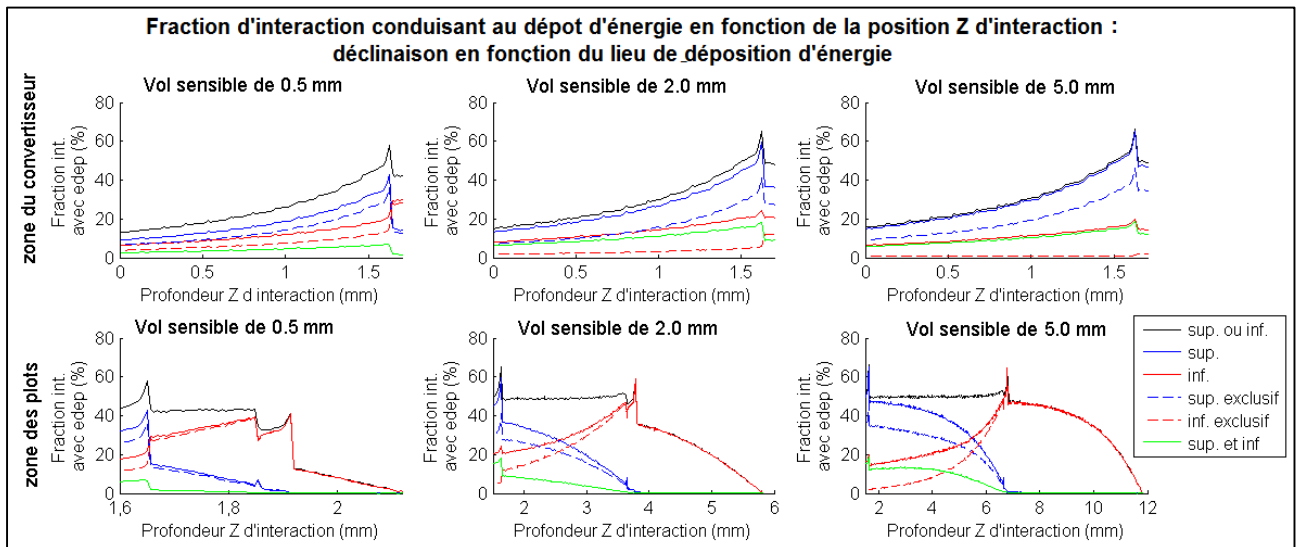 Fraction d'interaction conduisant au dépot d'énergie en fonction de la position Z d'interaction :
déclinaison en fonction du lieu de déposition d'énergie
zone du convertisseur
Vol sensible de 0.5 mm
Fraction int.
avec edep (%)
80
60
40
20
0
0 0.5 1 1.5
Profondeur Z d interaction (mm)
Vol sensible de 2.0 mm
Fraction int.
avec edep (%)
80
60
40
20
0
0 0.5 1 1.5
Profondeur Z d'interaction (mm)
Vol sensible de 5.0 mm
Fraction int.
avec edep (%)
80
60
40
20
0
0 0.5 1 1.5
Profondeur Z d'interaction (mm)
zone des plots
Vol sensible de 0.5 mm
Fraction int.
avec edep (%)
80
60
40
20
0
1,6 1,8 2
Profondeur Z d'interaction (mm)
Vol sensible de 2.0 mm
Fraction int.
avec edep (%)
80
60
40
20
0
2 3 4 5 6
Profondeur Z d'interaction (mm)
Vol sensible de 5.0 mm
Fraction int.
avec edep (%)
80
60
40
20
0
2 4 6 8 10 12
Profondeur Z d'interaction (mm)
sup. ou inf.
sup.
inf.
sup. exclusif
inf. exclusif
sup. et inf